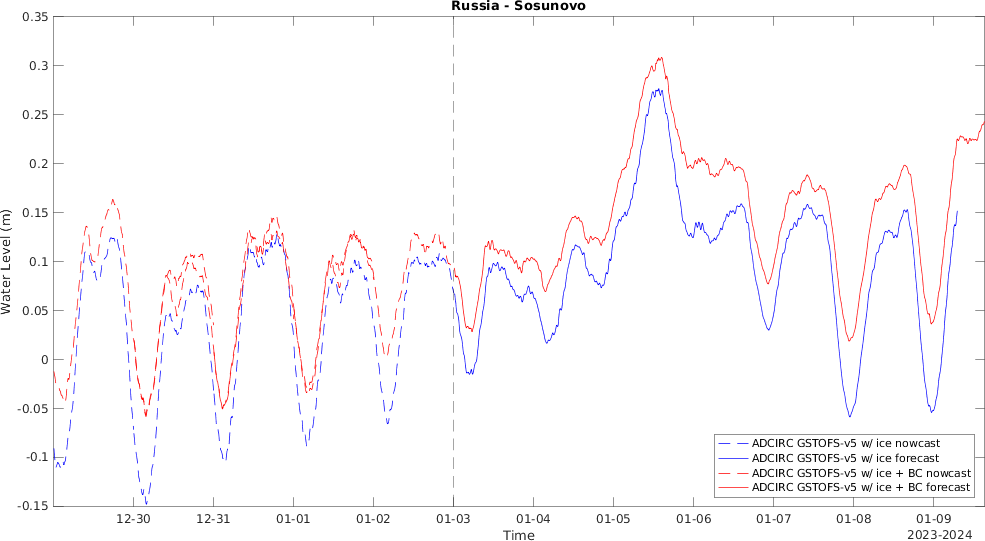 Russia - Sosunovo
0.35
0.3
0.25
0.2
0.15
0.1
0.05
0
-0.05
-0.1
-0.15
Water Level (m)
ADCIRC GSTOFS-v5 w/ ice nowcast
ADCIRC GSTOFS-v5 w/ ice forecast
ADCIRC GSTOFS-v5 w/ ice + BC nowcast
ADCIRC GSTOFS-v5 w/ ice + BC forecast
12-30 12-31 01-01 01-02 01-03 01-04 01-05 01-06 01-07 01-08 01-09
Time
2023-2024